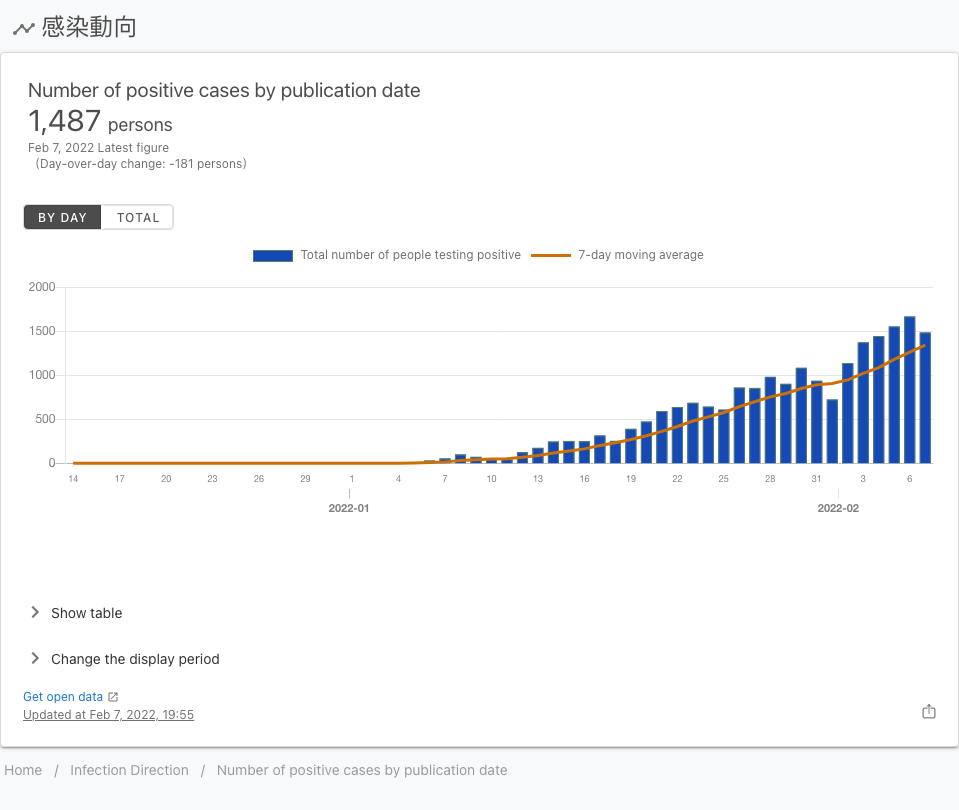 感染動向
Number of positive cases by publication date
1,487 persons
Feb 7, 2022 Latest figure
(Day-over-day change: -181 persons)
BY DAY TOTAL
Total number of people testing positive 7-day moving average
2000
1500
1000
500
0
14 17 20 23 26 29 1 4 7 10 13 16 19 22 25 28 31 3 6
2022-01 2022-02
Show table
Change the display period
Get open data
Updated at Feb 7, 2022, 19:55
Home / Infection Direction / Number of positive cases by publication date